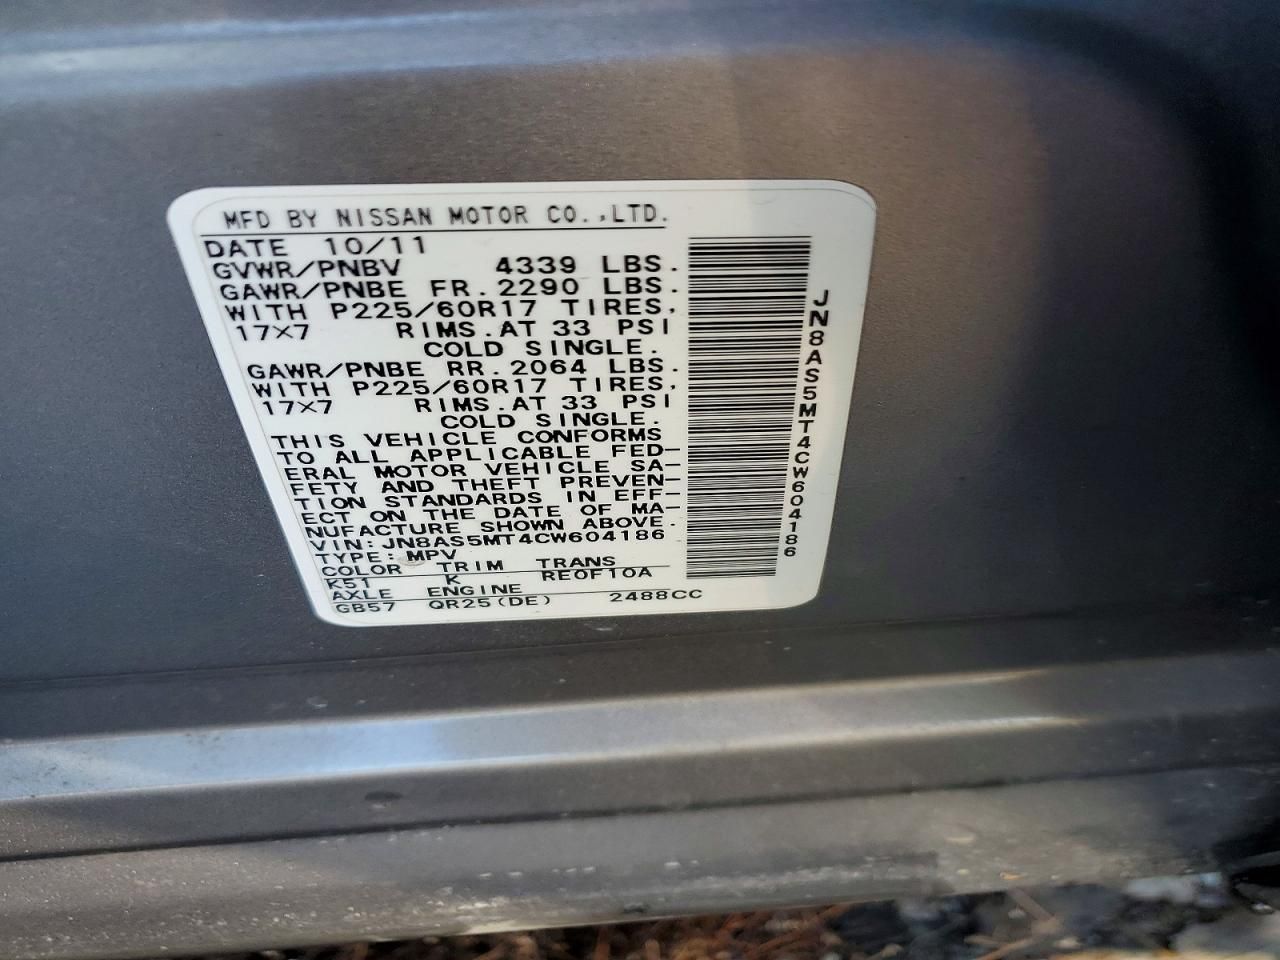 MFD BY NISSAN MOTOR CO.,LTD.
DATE 10/11
GVWR/PNBV 4339 LBS.
GAWR/PNBE FR.2290 LBS.
WITH P225/60R17 TIRES,
17×7 RIMS.AT 33 PSI
COLD SINGLE.
GAWR/PNBE RR.2064 LBS.
WITH P225/60R17 TIRES,
17×7 RIMS.AT 33 PSI
COLD SINGLE.
THIS VEHICLE CONFORMS
TO ALL APPLICABLE FED-
ERAL MOTOR VEHICLE SA-
FETY AND THEFT PREVEN-
TION STANDARDS IN EFF-
ECT ON THE DATE OF MA-
NUFACTURE SHOWN ABOVE.
VIN:JN8AS5MT4CW604186
TYPE:MPV
COLOR TRIM TRANS
K51 K RE0F10A
AXLE ENGINE
GB57 QR25(DE) 2488CC
JN8AS5MT4CW604186